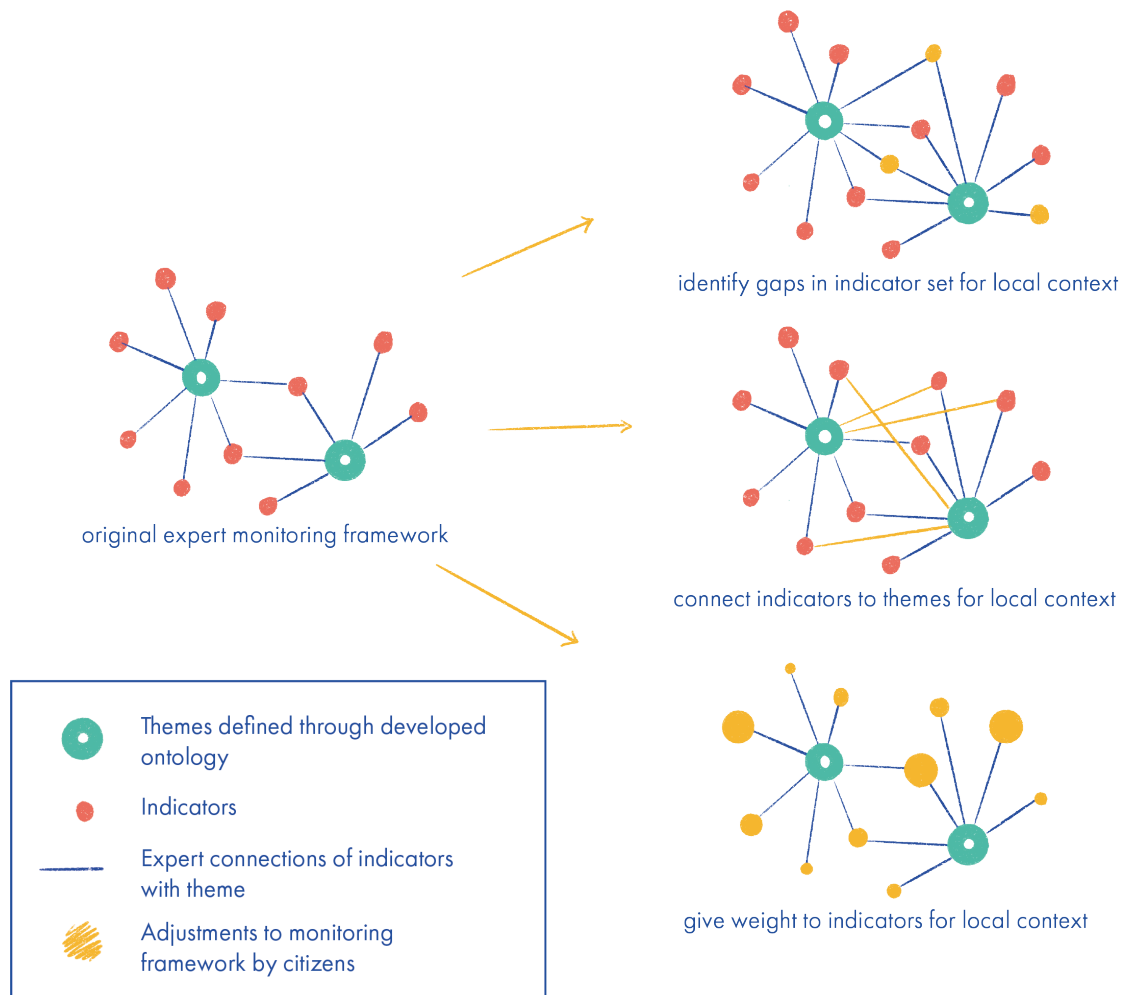 identify gaps in indicator set for local context
original expert monitoring framework
connect indicators to themes for local context
give weight to indicators for local context
Themes defined through developed
ontology
Indicators
Expert connections of indicators
with theme
Adjustments to monitoring
framework by citizens